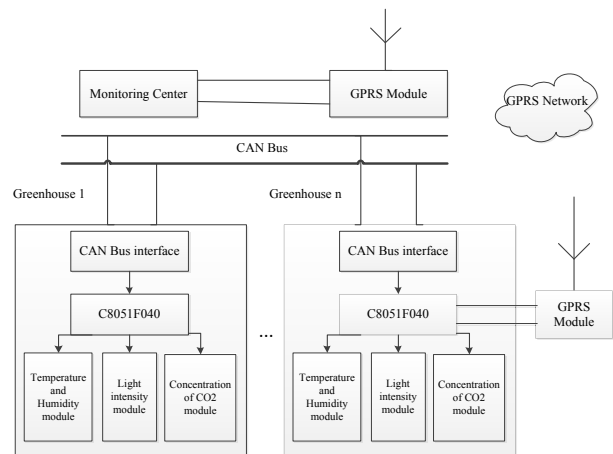 Monitoring Center
GPRS Module
GPRS Network
CAN Bus
Greenhouse 1
Greenhouse n
CAN Bus interface
C8051F040
Temperature
and
Humidity
module
Light
intensity
module
Concentration
of CO2
module
...
CAN Bus interface
C8051F040
Temperature
and
Humidity
module
Light
intensity
module
Concentration
of CO2
module
GPRS
Module